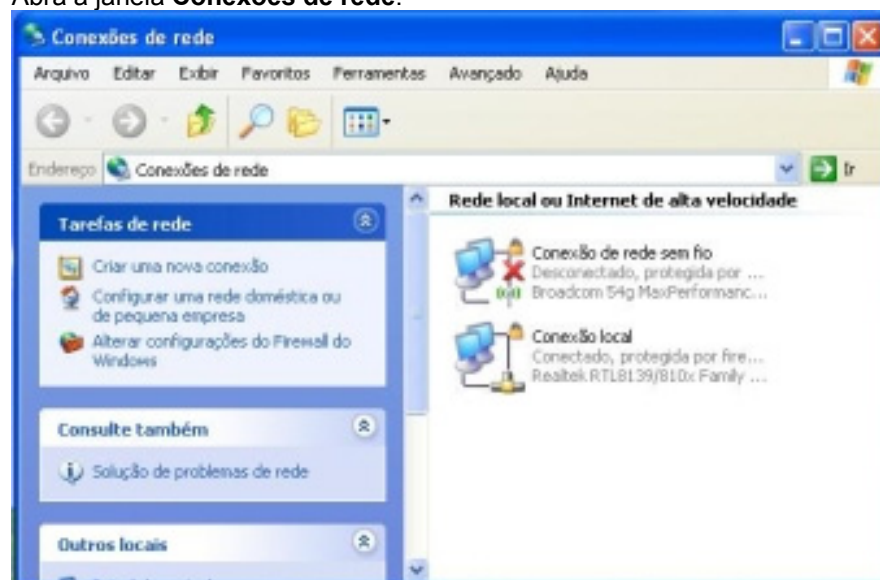 Abra a janela Conexões de rede.
Conexões de rede
Arquivo Editar Exibir Favoritos Ferramentas Avançado Ajuda
Endereço Conexões de rede Ir
Tarefas de rede
Criar uma nova conexão
Configurar uma rede doméstica ou
de pequena empresa
Alterar configurações do Firewall do
Windows
Consulte também
Solução de problemas de rede
Outros locais
Rede local ou Internet de alta velocidade
Conexão de rede sem fio
Desconectado, protegida por ...
Broadcom 54g MaxPerformanc...
Conexão local
Conectado, protegida por fire...
Realtek RTL8139/810x Family ...